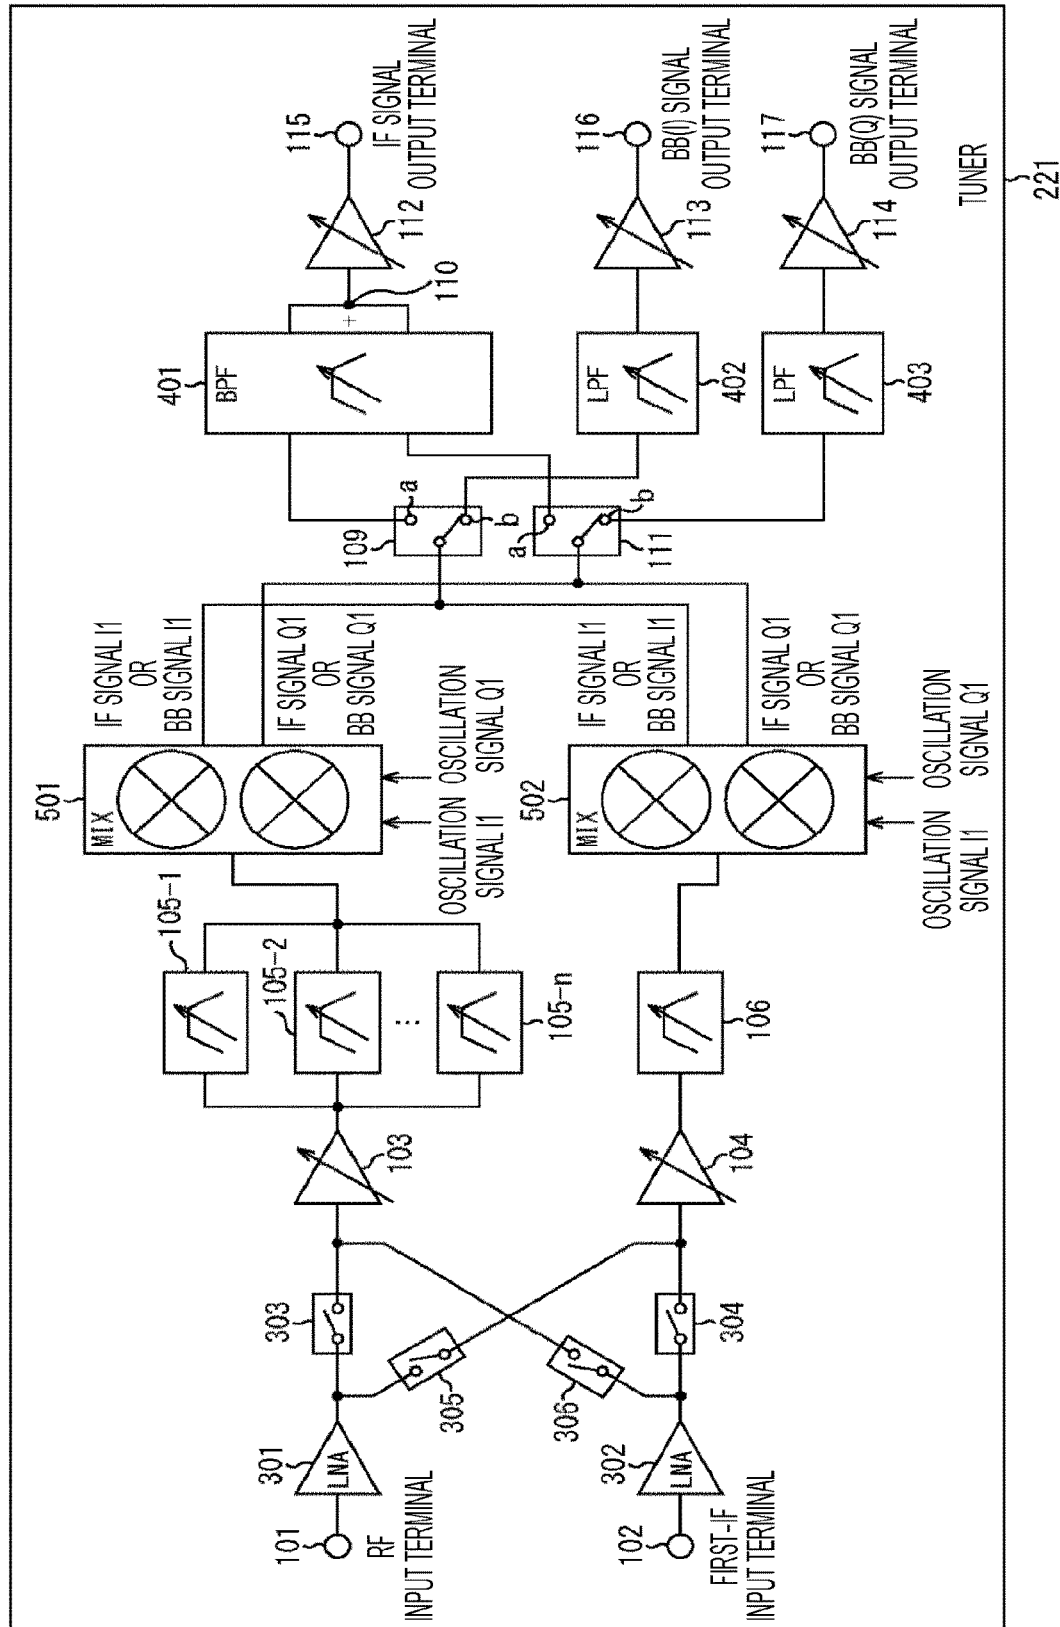 101
RF
INPUT TERMINAL
301
LNA
303
305
103
105-1
105-2
...
105-n
501
MIX
OSCILLATION
SIGNAL I1
OSCILLATION
SIGNAL Q1
IF SIGNAL I1
OR
BB SIGNAL I1
IF SIGNAL Q1
OR
BB SIGNAL Q1
109
a
b
401
BPF
+
110
112
115
IF SIGNAL
OUTPUT TERMINAL
102
FIRST-IF
INPUT TERMINAL
302
LNA
306
304
104
106
502
MIX
OSCILLATION
SIGNAL I1
OSCILLATION
SIGNAL Q1
IF SIGNAL I1
OR
BB SIGNAL I1
IF SIGNAL Q1
OR
BB SIGNAL Q1
a
b
111
LPF
402
113
116
BB(I) SIGNAL
OUTPUT TERMINAL
LPF
403
114
117
BB(Q) SIGNAL
OUTPUT TERMINAL
TUNER
221